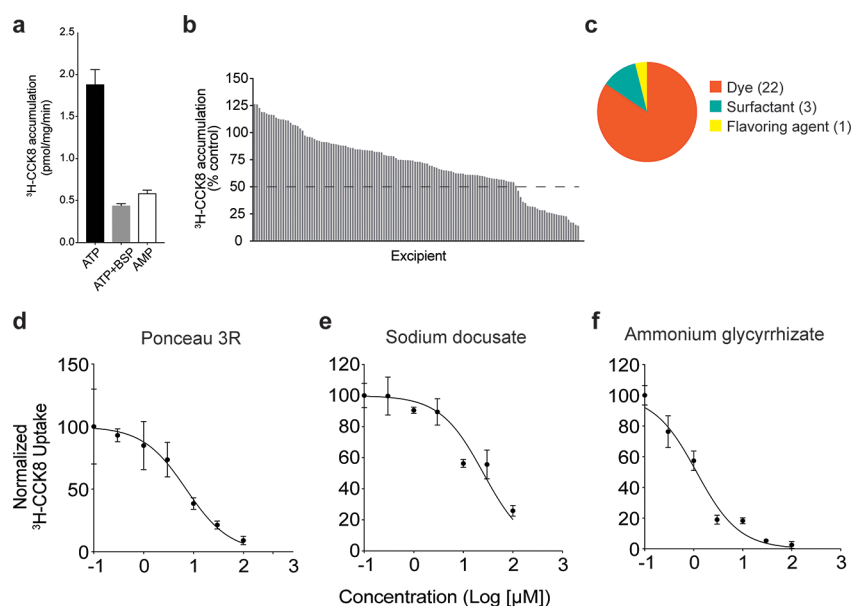 a
³H-CCK8 accumulation
(pmol/mg/min)
2.5
2.0
1.5
1.0
0.5
0.0
ATP
ATP+BSP
AMP
b
³H-CCK8 accumulation
(% control)
150
125
100
75
50
25
0
Excipient
c
Dye (22)
Surfactant (3)
Flavoring agent (1)
d
Ponceau 3R
Normalized
³H-CCK8 Uptake
150
100
50
0
-1 0 1 2 3
e
Sodium docusate
120
100
80
60
40
20
0
-1 0 1 2 3
f
Ammonium glycyrrhizate
120
100
80
60
40
20
0
-1 0 1 2 3
Concentration (Log [µM])